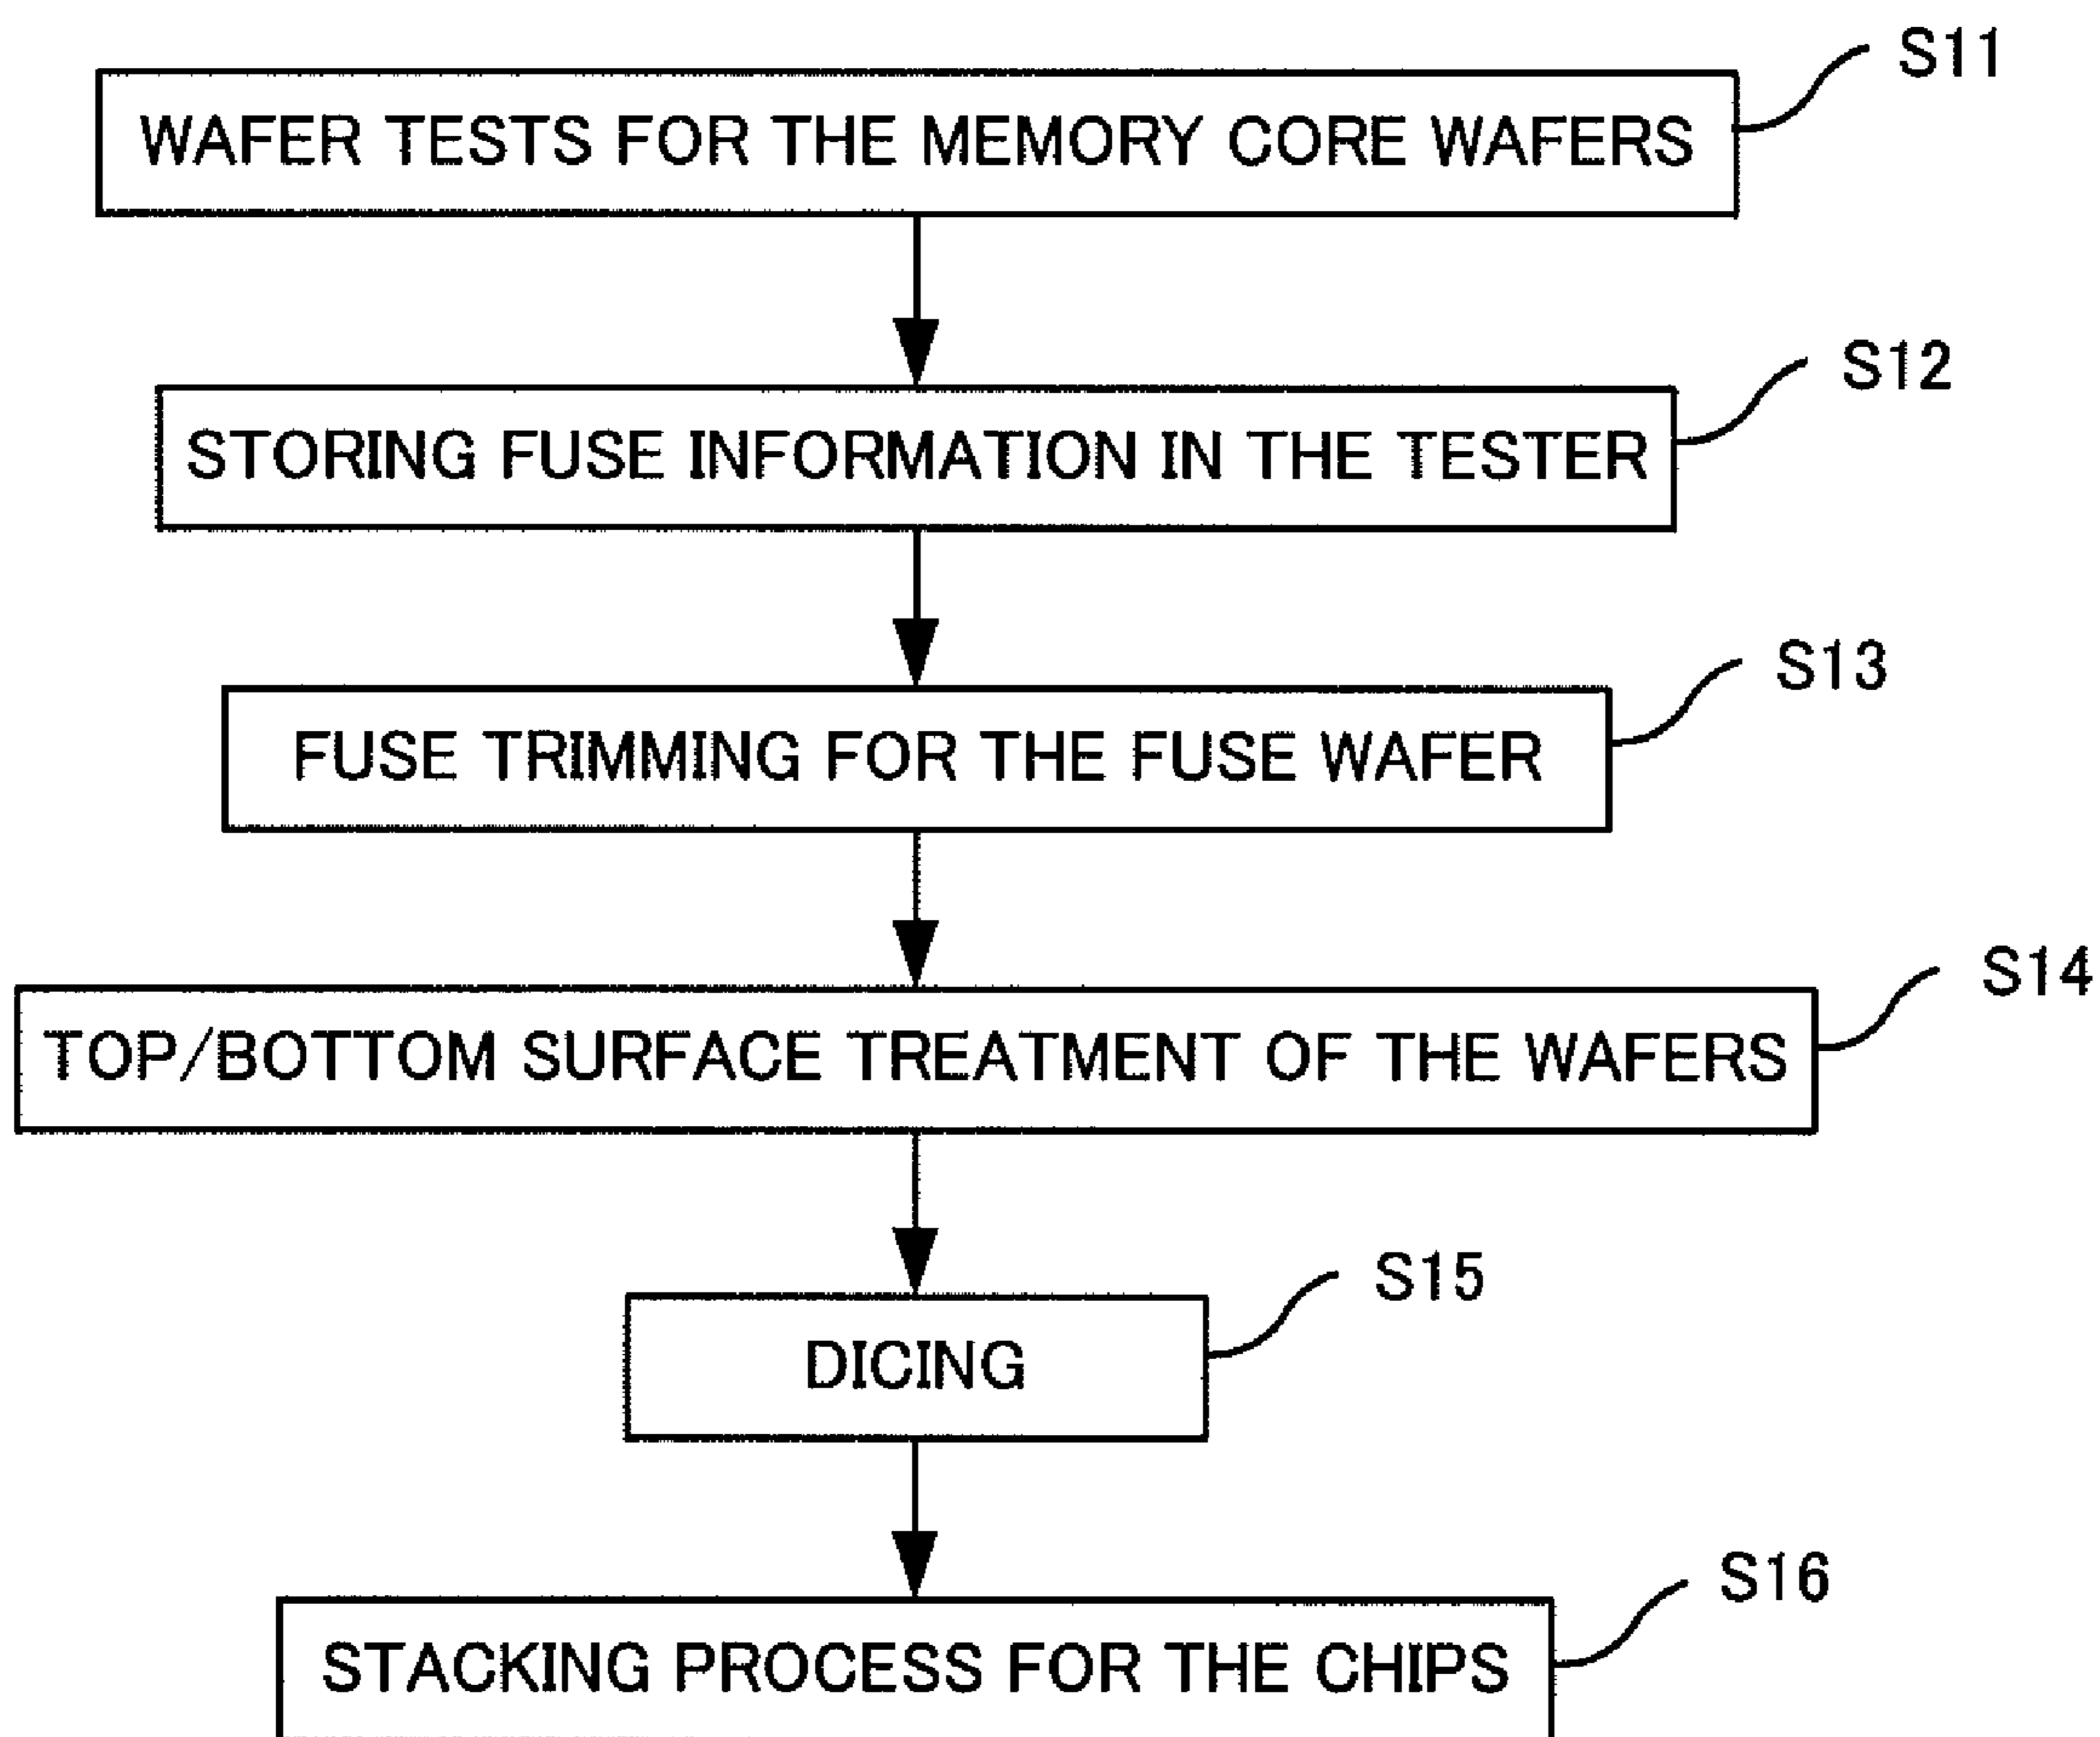 S11
WAFER TESTS FOR THE MEMORY CORE WAFERS
S12
STORING FUSE INFORMATION IN THE TESTER
S13
FUSE TRIMMING FOR THE FUSE WAFER
S14
TOP/BOTTOM SURFACE TREATMENT OF THE WAFERS
S15
DICING
S16
STACKING PROCESS FOR THE CHIPS